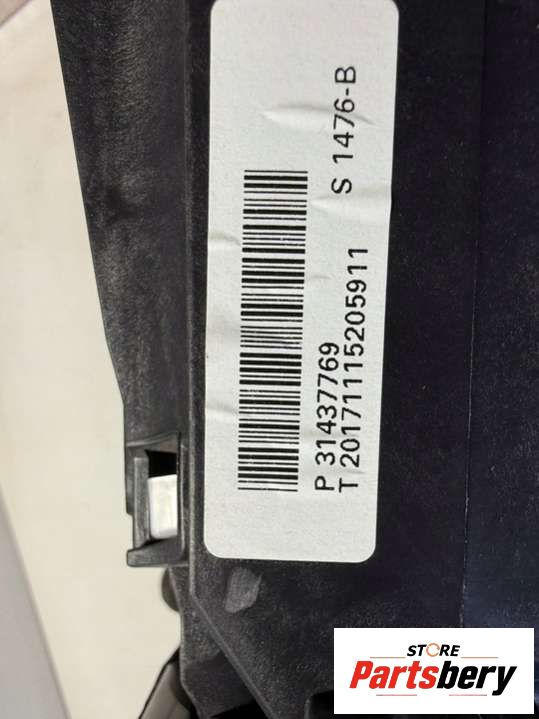 P 31437769
T 20171115205911
S 1476-B
STORE
Partsbery